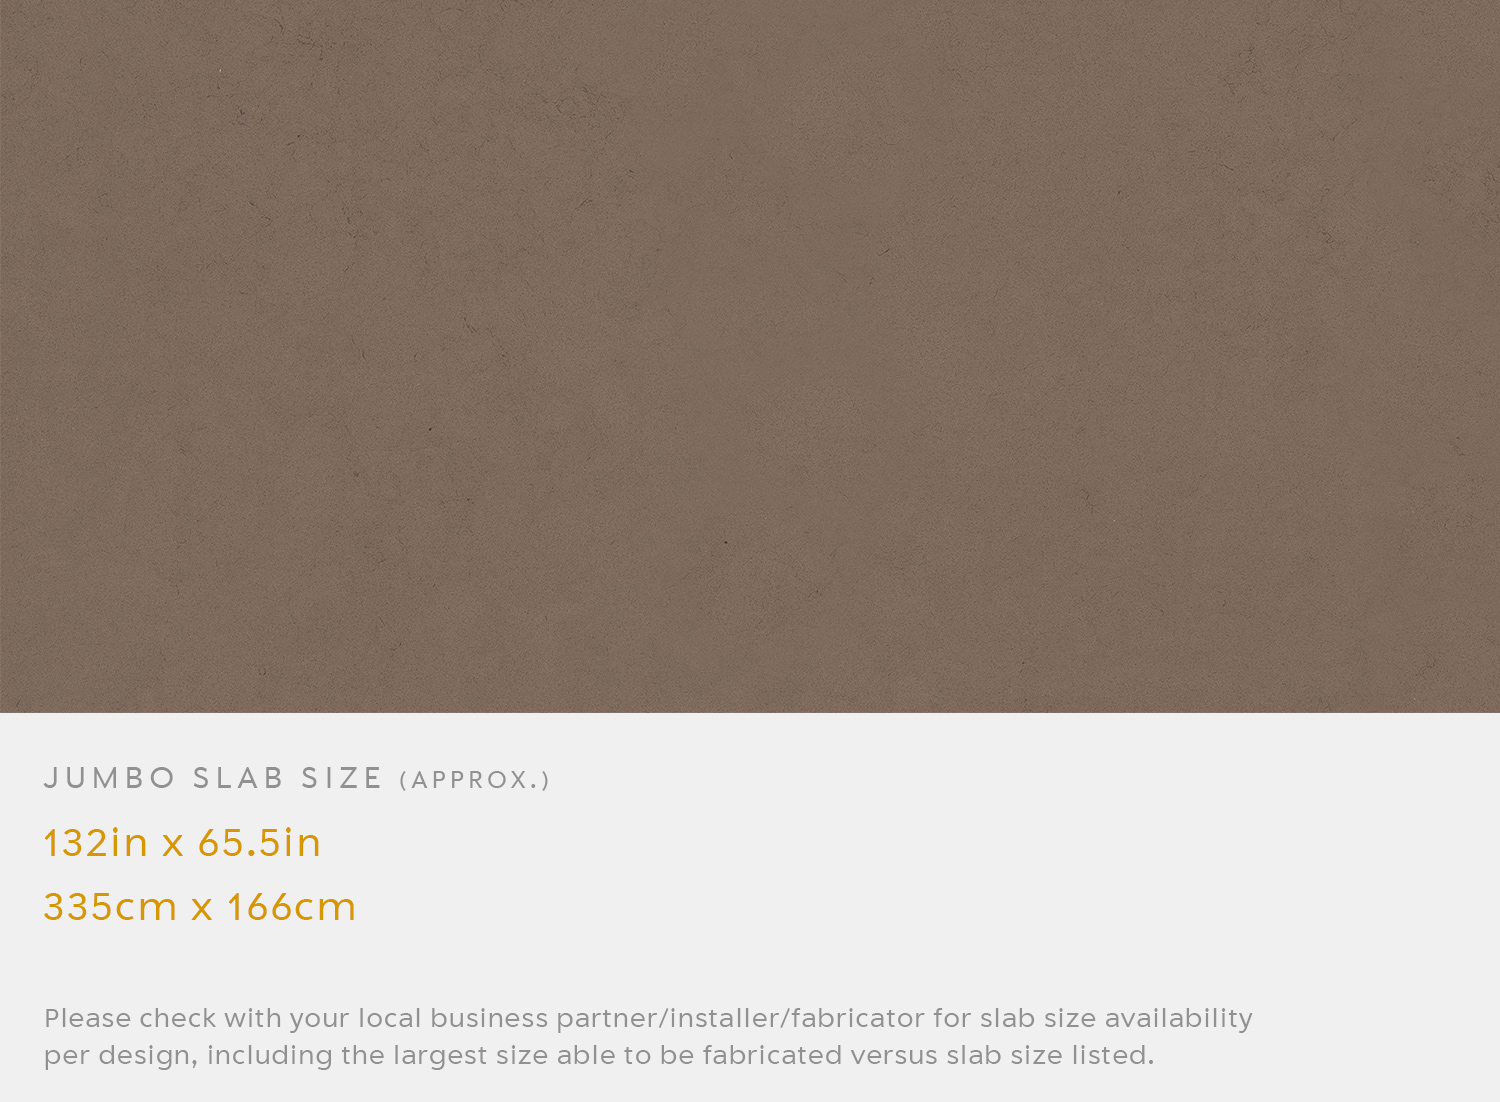 JUMBO SLAB SIZE (APPROX.)
132in x 65.5in
335cm x 166cm
Please check with your local business partner/installer/fabricator for slab size availability
per design, including the largest size able to be fabricated versus slab size listed.